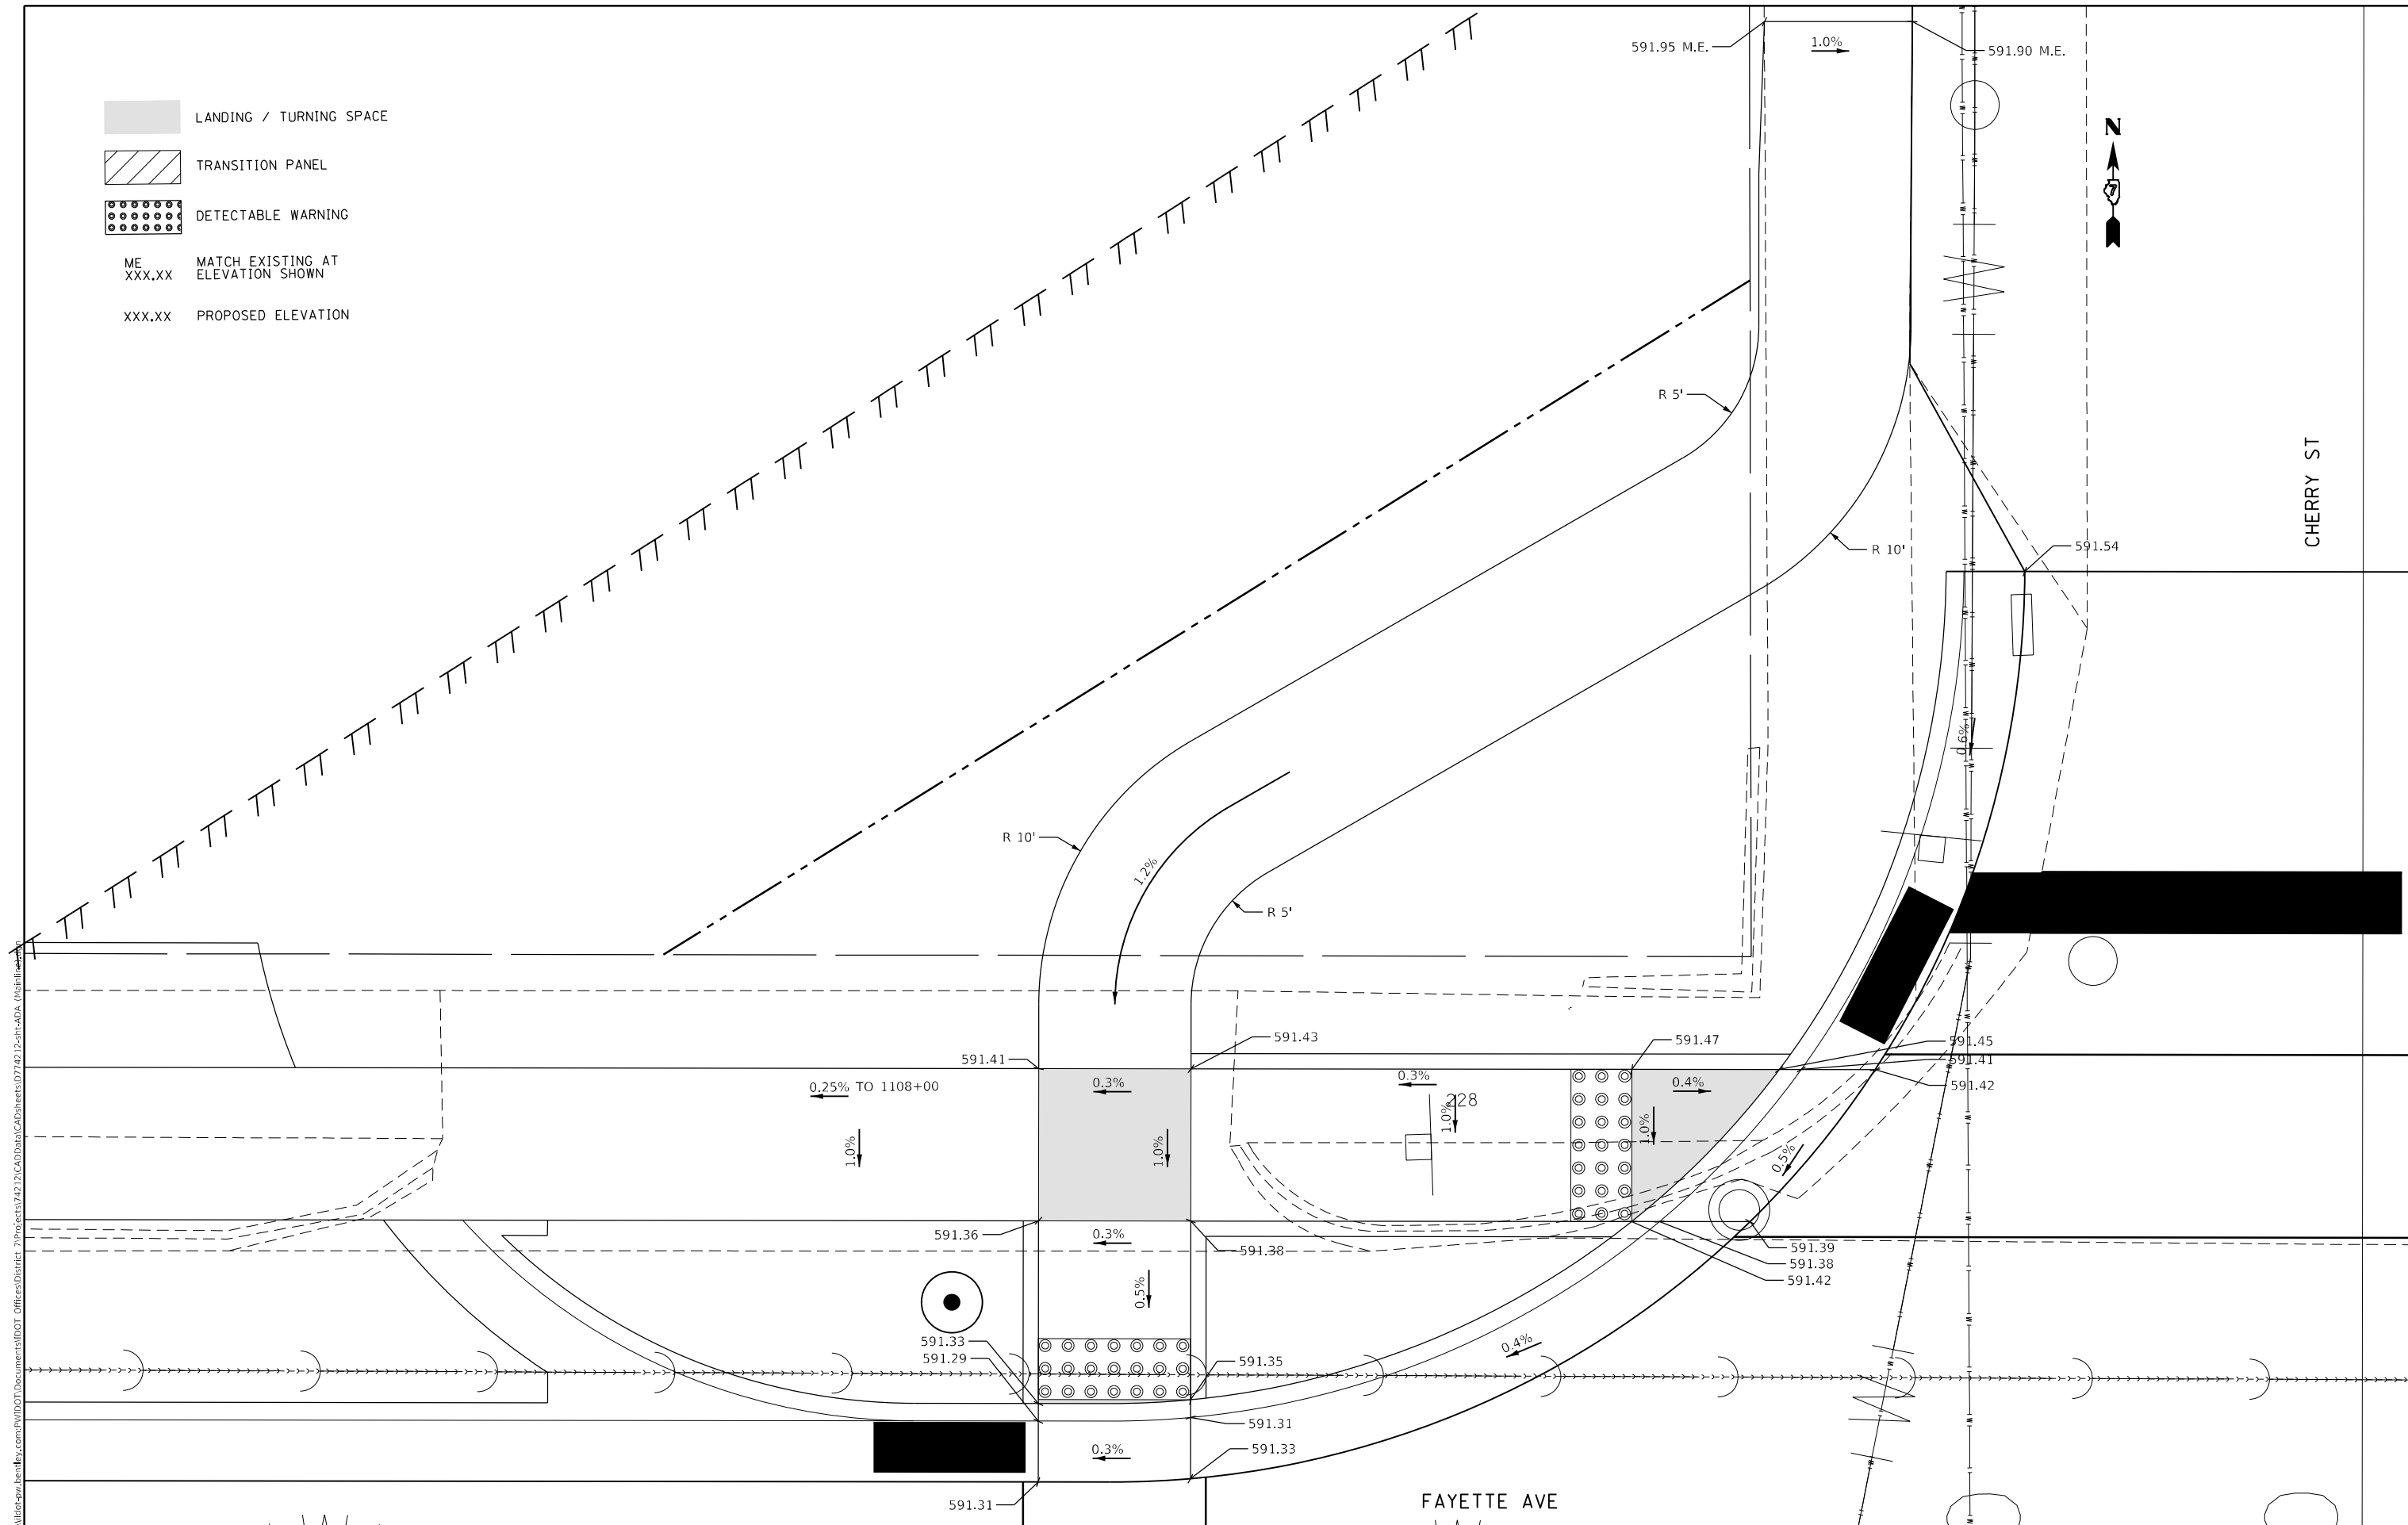 591.95 M.E.
1.0%
591.90 M.E.
LANDING / TURNING SPACE
TRANSITION PANEL
DETECTABLE WARNING
ME
XXX.XX
MATCH EXISTING AT
ELEVATION SHOWN
XXX.XX
PROPOSED ELEVATION
N
7
CHERRY ST
R 5'
R 10'
591.54
0.6%
R 10'
1.2%
R 5'
591.41
591.43
591.47
591.45
591.41
591.42
0.25% TO 1108+00
0.3%
0.3%
0.4%
228
1.0%
1.0%
1.0%
1.0%
0.5%
591.36
0.3%
591.38
591.39
591.38
591.42
0.5%
591.33
591.29
591.35
0.4%
591.31
0.3%
591.33
591.31
FAYETTE AVE